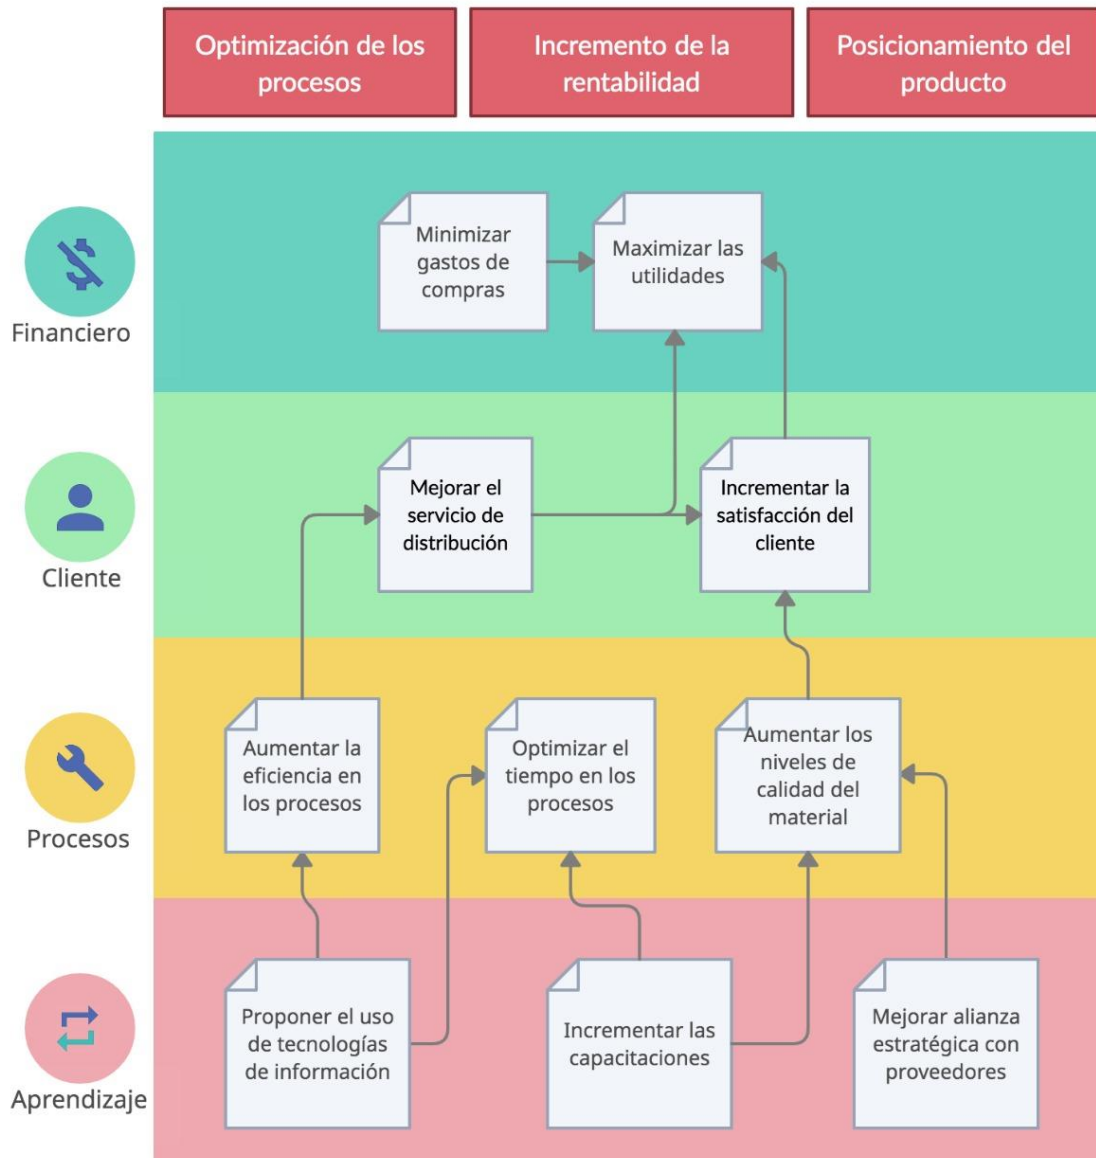 Optimización de los
procesos
Incremento de la
rentabilidad
Posicionamiento del
producto
Financiero
Minimizar
gastos de
compras
Maximizar las
utilidades
Cliente
Mejorar el
servicio de
distribución
Incrementar la
satisfacción del
cliente
Procesos
Aumentar la
eficiencia en
los procesos
Optimizar el
tiempo en los
procesos
Aumentar los
niveles de
calidad del
material
Aprendizaje
Proponer el uso
de tecnologías
de información
Incrementar las
capacitaciones
Mejorar alianza
estratégica con
proveedores